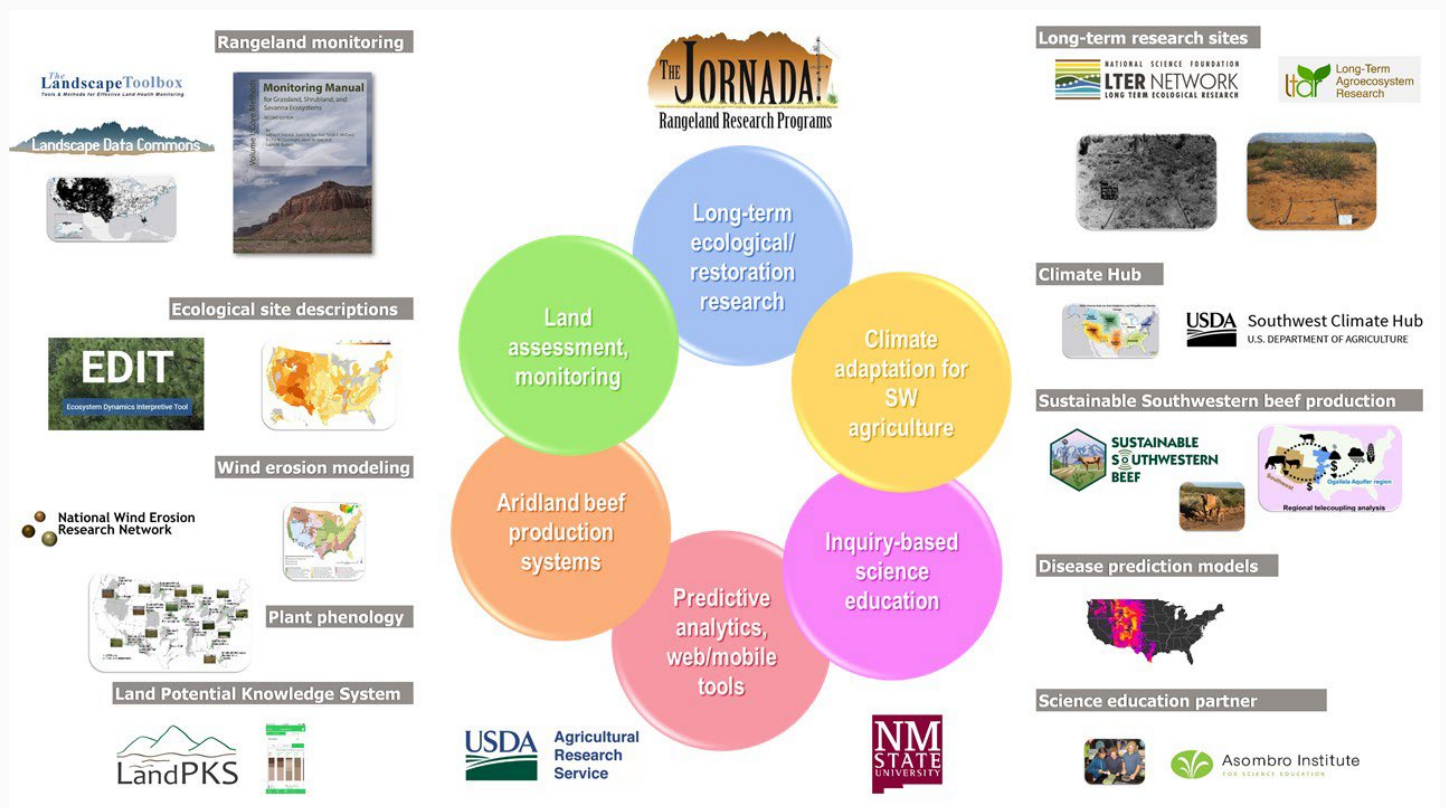 Rangeland monitoring
The
LandscapeToolbox
Tools & Methods for Effective Land Health Monitoring
Landscape Data Commons
Volume I: Core Methods
Monitoring Manual
for Grassland, Shrubland, and
Savanna Ecosystems
SECOND EDITION
Ecological site descriptions
EDIT
Ecosystem Dynamics Interpretive Tool
Wind erosion modeling
National Wind Erosion
Research Network
Plant phenology
Land Potential Knowledge System
LandPKS
THE JORNADA
Rangeland Research Programs
Long-term
ecological/
restoration
research
Land
assessment,
monitoring
Climate
adaptation for
SW
agriculture
Aridland beef
production
systems
Inquiry-based
science
education
Predictive
analytics,
web/mobile
tools
USDA
Agricultural
Research
Service
NM
STATE
UNIVERSITY
Long-term research sites
NATIONAL SCIENCE FOUNDATION
LTER NETWORK
LONG TERM ECOLOGICAL RESEARCH
ltar
Long-Term
Agroecosystem
Research
Climate Hub
USDA
Southwest Climate Hub
U.S. DEPARTMENT OF AGRICULTURE
Sustainable Southwestern beef production
SUSTAINABLE
SOUTHWESTERN
BEEF
Southwest
$
$
Ogallala Aquifer region
Regional telecoupling analysis
Disease prediction models
Science education partner
Asombro Institute
FOR SCIENCE EDUCATION